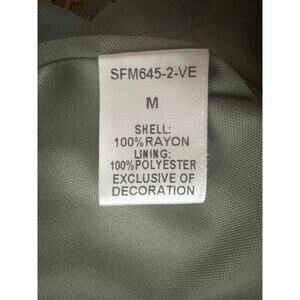 SFM645-2-VE
M
SHELL:
100%RAYON
LINING:
100%POLYESTER
EXCLUSIVE OF
DECORATION